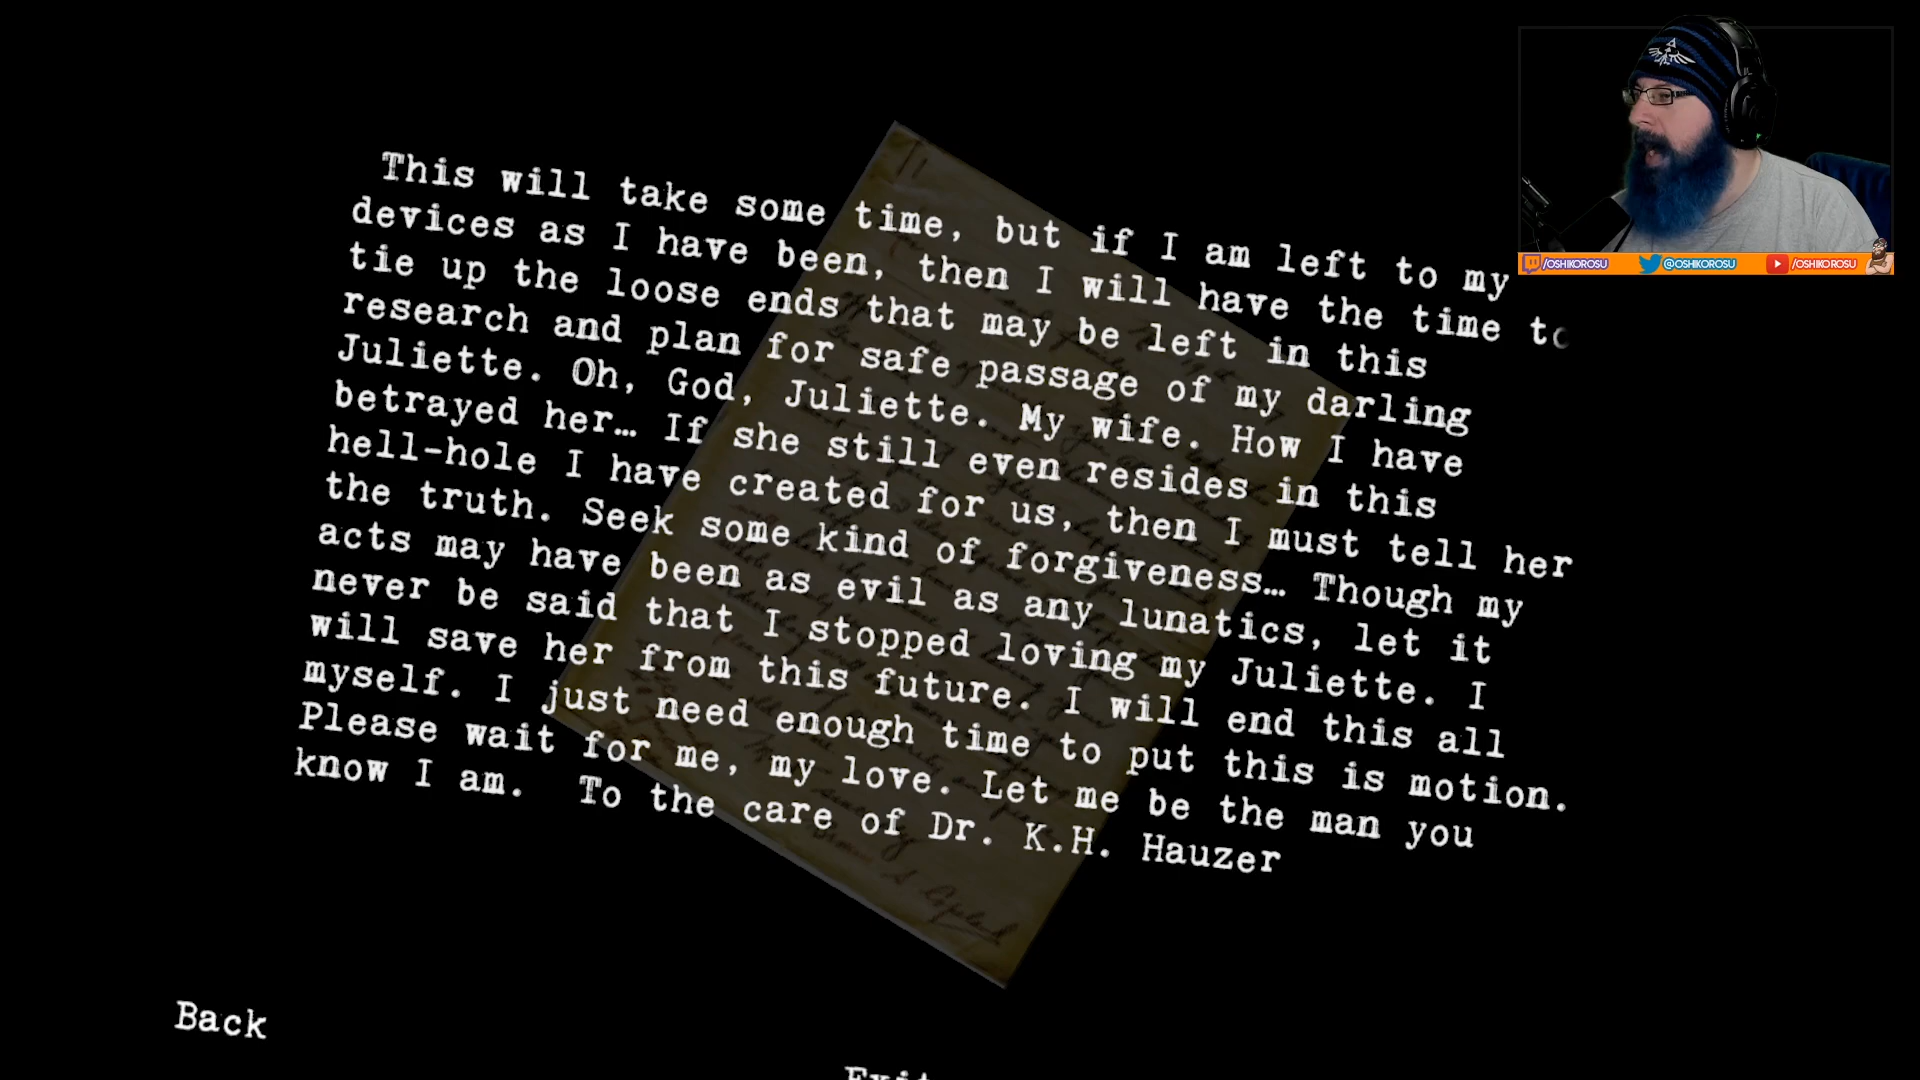 This will take some time, but if I am left to my
devices as I have been, then I will have the time to
tie up the loose ends that may be left in this
research and plan for safe passage of my darling
Juliette. Oh, God, Juliette. My wife. How I have
betrayed her… If she still even resides in this
hell-hole I have created for us, then I must tell her
the truth. Seek some kind of forgiveness… Though my
acts may have been as evil as any lunatics, let it
never be said that I stopped loving my Juliette. I
will save her from this future. I will end this all
myself. I just need enough time to put this is motion.
Please wait for me, my love. Let me be the man you
know I am.  To the care of Dr. K.H. Hauzer
Back
Exit
/OSHIKOROSU
@OSHIKOROSU
/OSHIKOROSU